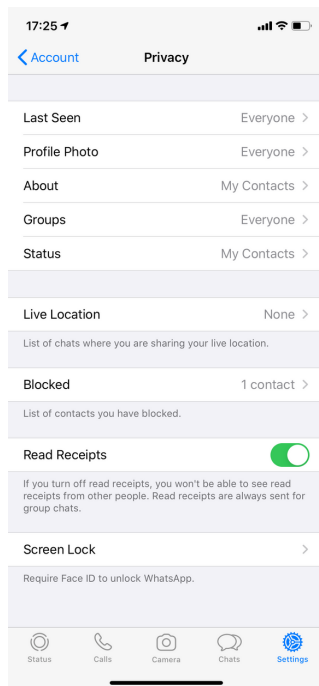 17:25
Account Privacy
Last Seen Everyone
Profile Photo Everyone
About My Contacts
Groups Everyone
Status My Contacts
Live Location None
List of chats where you are sharing your live location.
Blocked 1 contact
List of contacts you have blocked.
Read Receipts
If you turn off read receipts, you won't be able to see read
receipts from other people. Read receipts are always sent for
group chats.
Screen Lock
Require Face ID to unlock WhatsApp.
Status Calls Camera Chats Settings